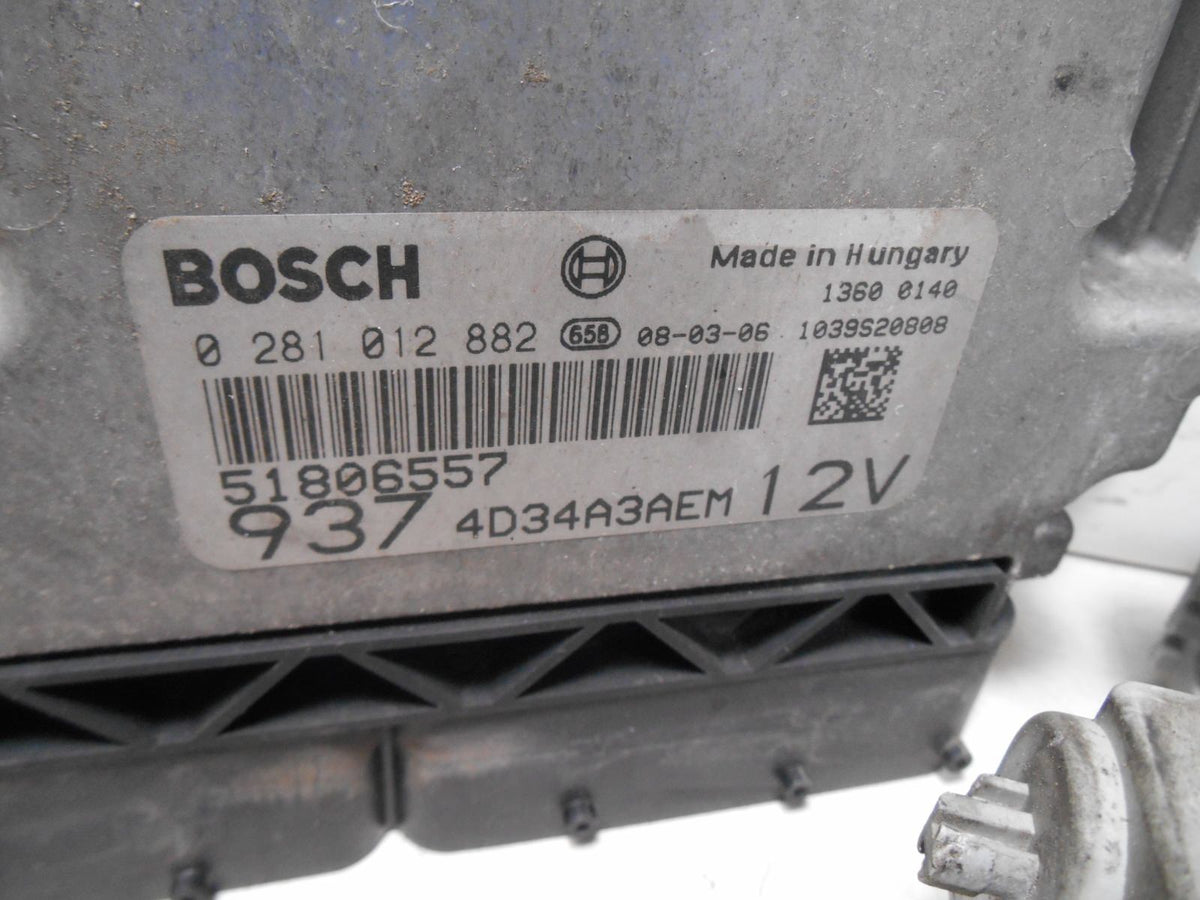 BOSCH Made in Hungary
1360 0140
0 281 012 882 658 08-03-06 1039S20808
51806557
937 4D34A3AEM 12V